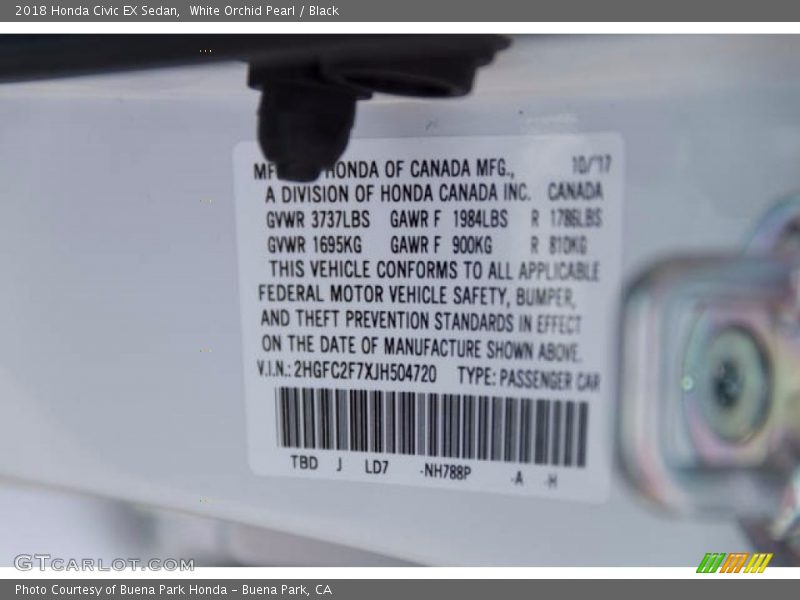 2018 Honda Civic EX Sedan, White Orchid Pearl / Black
HONDA OF CANADA MFG., 10/'17
A DIVISION OF HONDA CANADA INC. CANADA
GVWR 3737LBS GAWR F 1984LBS R 1786LBS
GVWR 1695KG GAWR F 900KG R 810KG
THIS VEHICLE CONFORMS TO ALL APPLICABLE
FEDERAL MOTOR VEHICLE SAFETY, BUMPER,
AND THEFT PREVENTION STANDARDS IN EFFECT
ON THE DATE OF MANUFACTURE SHOWN ABOVE.
V.I.N.: 2HGFC2F7XJH504720 TYPE: PASSENGER CAR
TBD J LD7 -NH788P -A -H
GTCARLOT.COM
Photo Courtesy of Buena Park Honda - Buena Park, CA